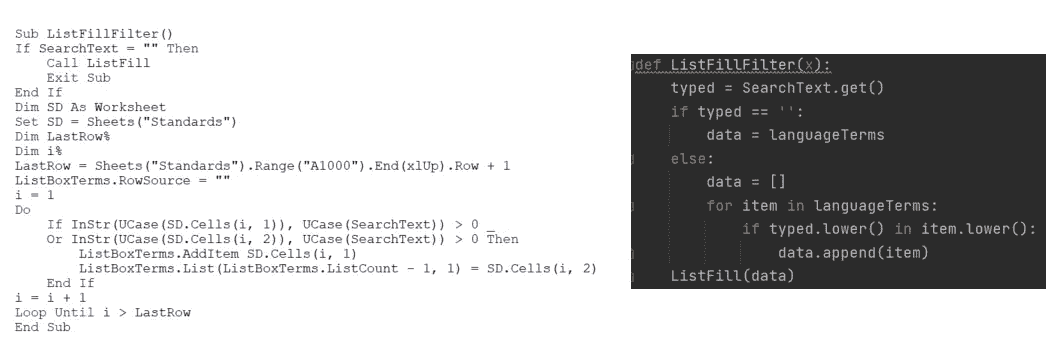 Sub ListFillFilter()
If SearchText = "" Then
    Call ListFill
    Exit Sub
End If
Dim SD As Worksheet
Set SD = Sheets("Standards")
Dim LastRow%
Dim i%
LastRow = Sheets("Standards").Range("A1000").End(xlUp).Row + 1
ListBoxTerms.RowSource = ""
i = 1
Do
    If InStr(UCase(SD.Cells(i, 1)), UCase(SearchText)) > 0 _
    Or InStr(UCase(SD.Cells(i, 2)), UCase(SearchText)) > 0 Then
        ListBoxTerms.AddItem SD.Cells(i, 1)
        ListBoxTerms.List(ListBoxTerms.ListCount - 1, 1) = SD.Cells(i, 2)
    End If
i = i + 1
Loop Until i > LastRow
End Sub
def ListFillFilter(x):
    typed = SearchText.get()
    if typed == '':
        data = languageTerms
    else:
        data = []
        for item in languageTerms:
            if typed.lower() in item.lower():
                data.append(item)
    ListFill(data)